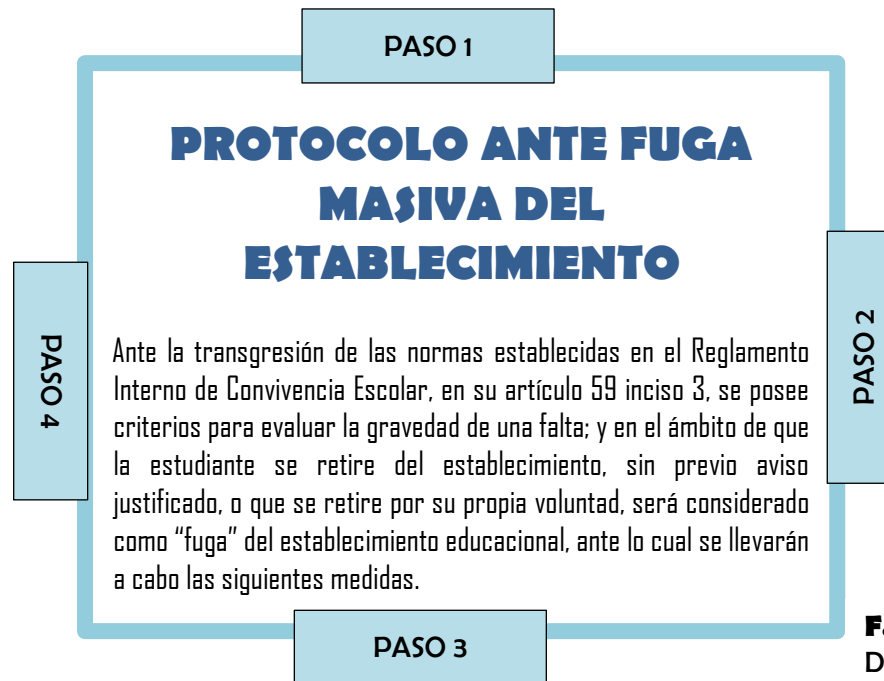 PASO 1
PROTOCOLO ANTE FUGA
MASIVA DEL
ESTABLECIMIENTO
PASO 2
PASO 4
Ante la transgresión de las normas establecidas en el Reglamento
Interno de Convivencia Escolar, en su artículo 59 inciso 3, se posee
criterios para evaluar la gravedad de una falta; y en el ámbito de que
la estudiante se retire del establecimiento, sin previo aviso
justificado, o que se retire por su propia voluntad, será considerado
como “fuga” del establecimiento educacional, ante lo cual se llevarán
a cabo las siguientes medidas.
PASO 3